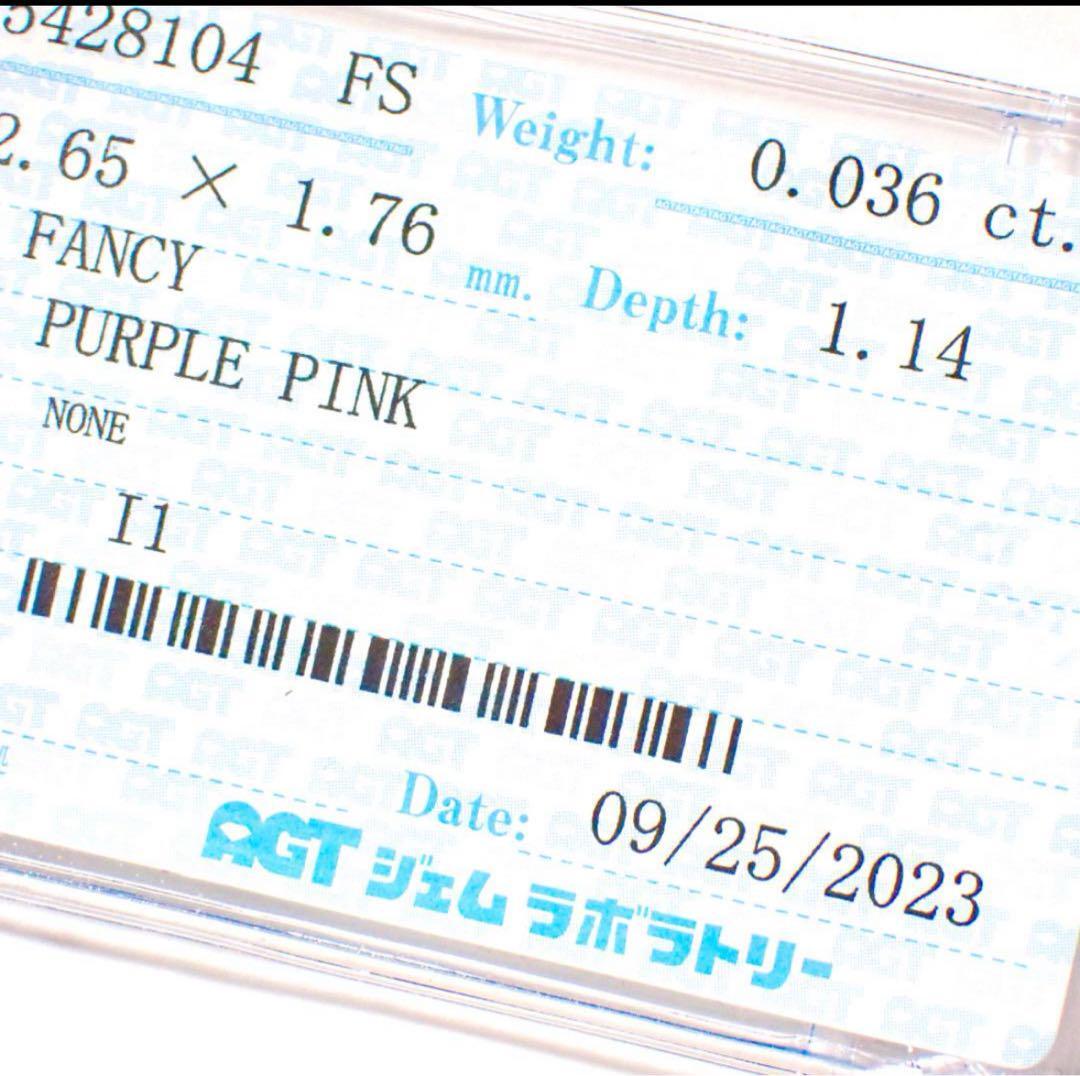 5428104 FS Weight: 0.036 ct.
2.65 × 1.76 mm. Depth: 1.14
FANCY
PURPLE PINK
NONE
I1
Date: 09/25/2023
AGT ジェム ラボラトリー